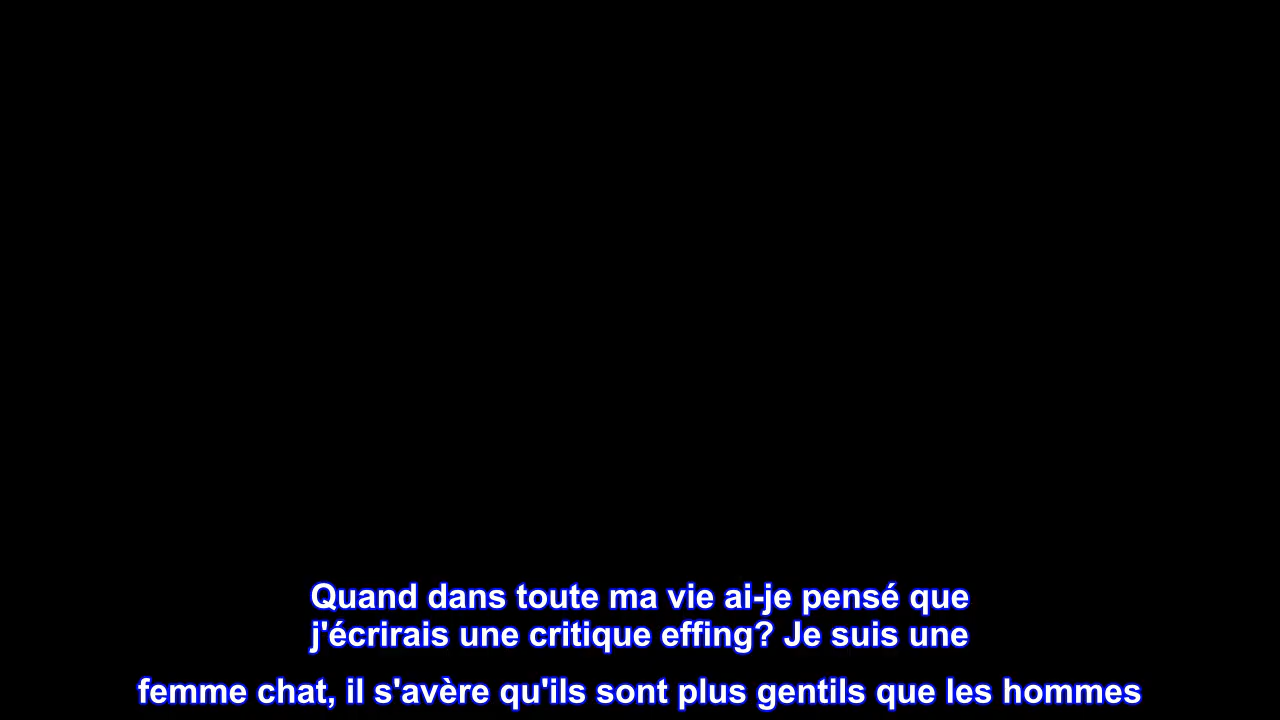 Quand dans toute ma vie ai-je pensé que
j'écrirais une critique effing? Je suis une
femme chat, il s'avère qu'ils sont plus gentils que les hommes